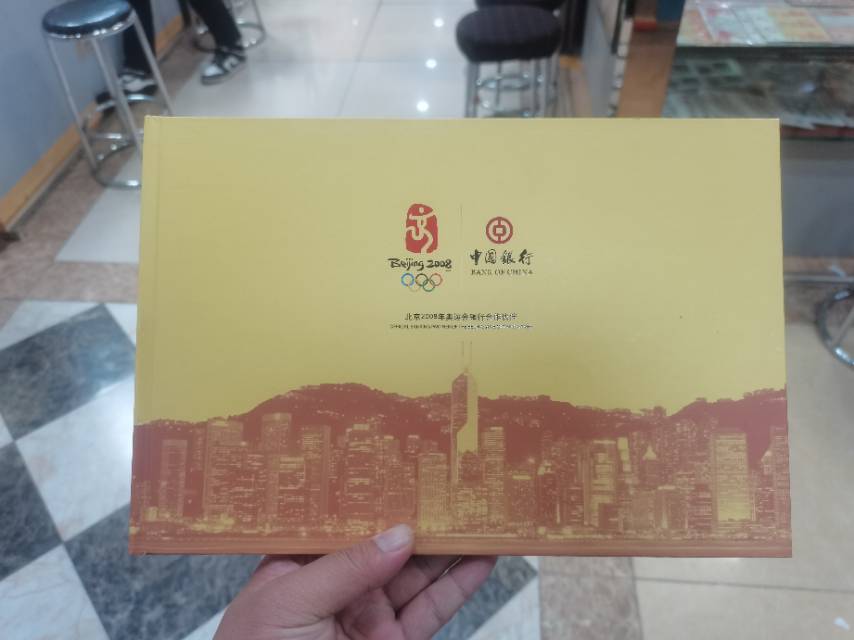 Beijing 2008
中国银行
BANK OF CHINA
北京2008年奥运会银行合作伙伴